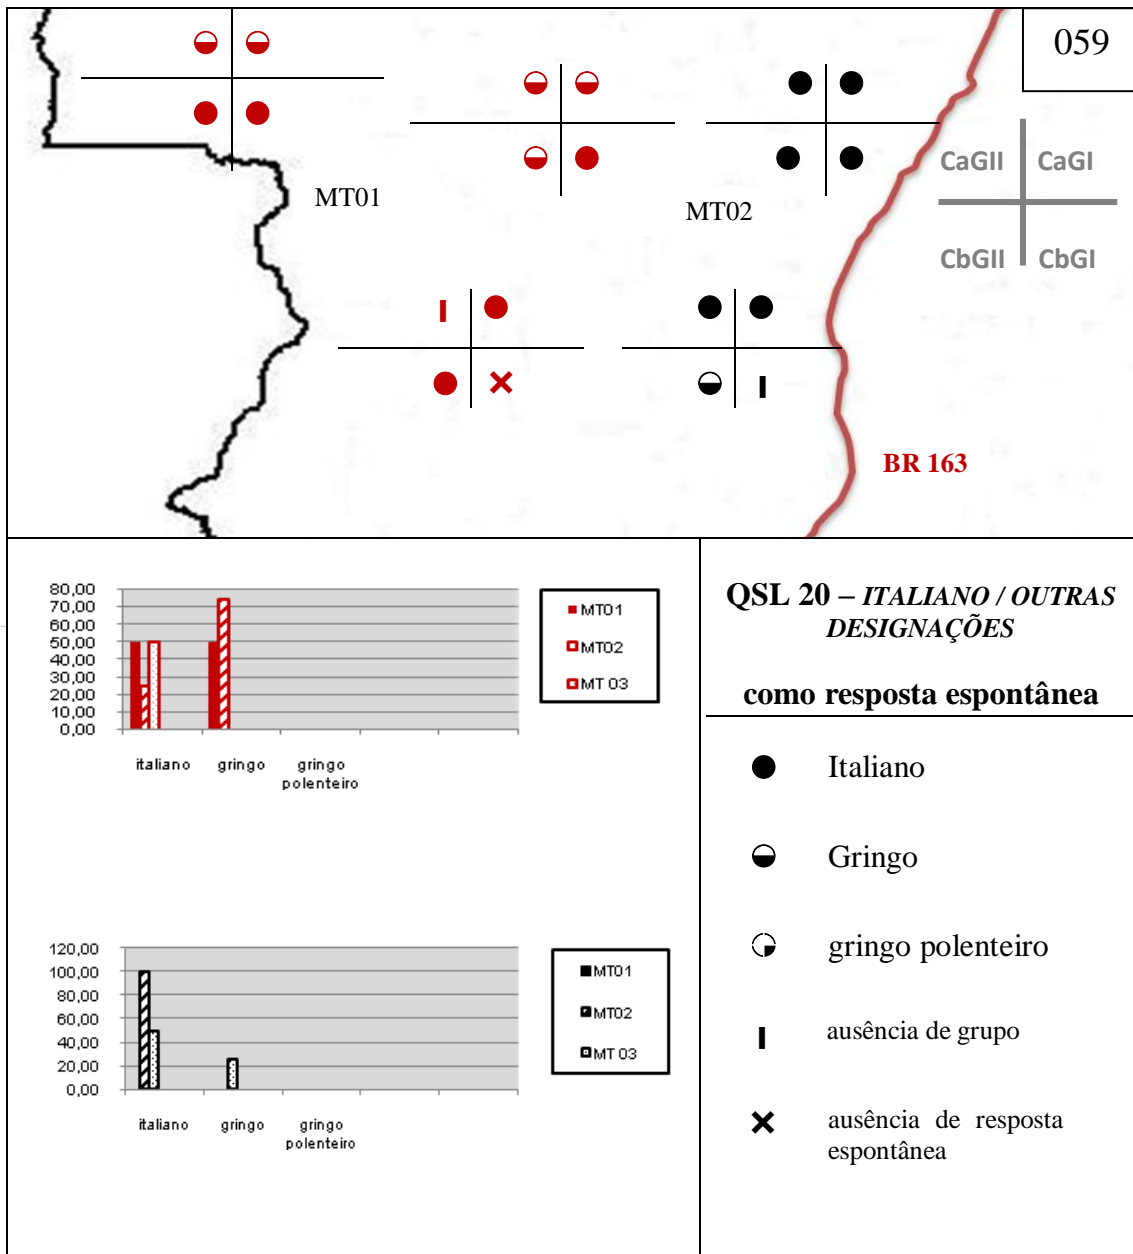 059
CaGII CaGI
CbGII CbGI
MT01
MT02
BR 163
80,00
70,00
60,00
50,00
40,00
30,00
20,00
10,00
0,00
italiano gringo gringo
polenteiro
MT01
MT02
MT 03
120,00
100,00
80,00
60,00
40,00
20,00
0,00
italiano gringo gringo
polenteiro
MT01
MT02
MT 03
QSL 20 – ITALIANO / OUTRAS
DESIGNAÇÕES
como resposta espontânea
Italiano
Gringo
gringo polenteiro
ausência de grupo
ausência de resposta
espontânea